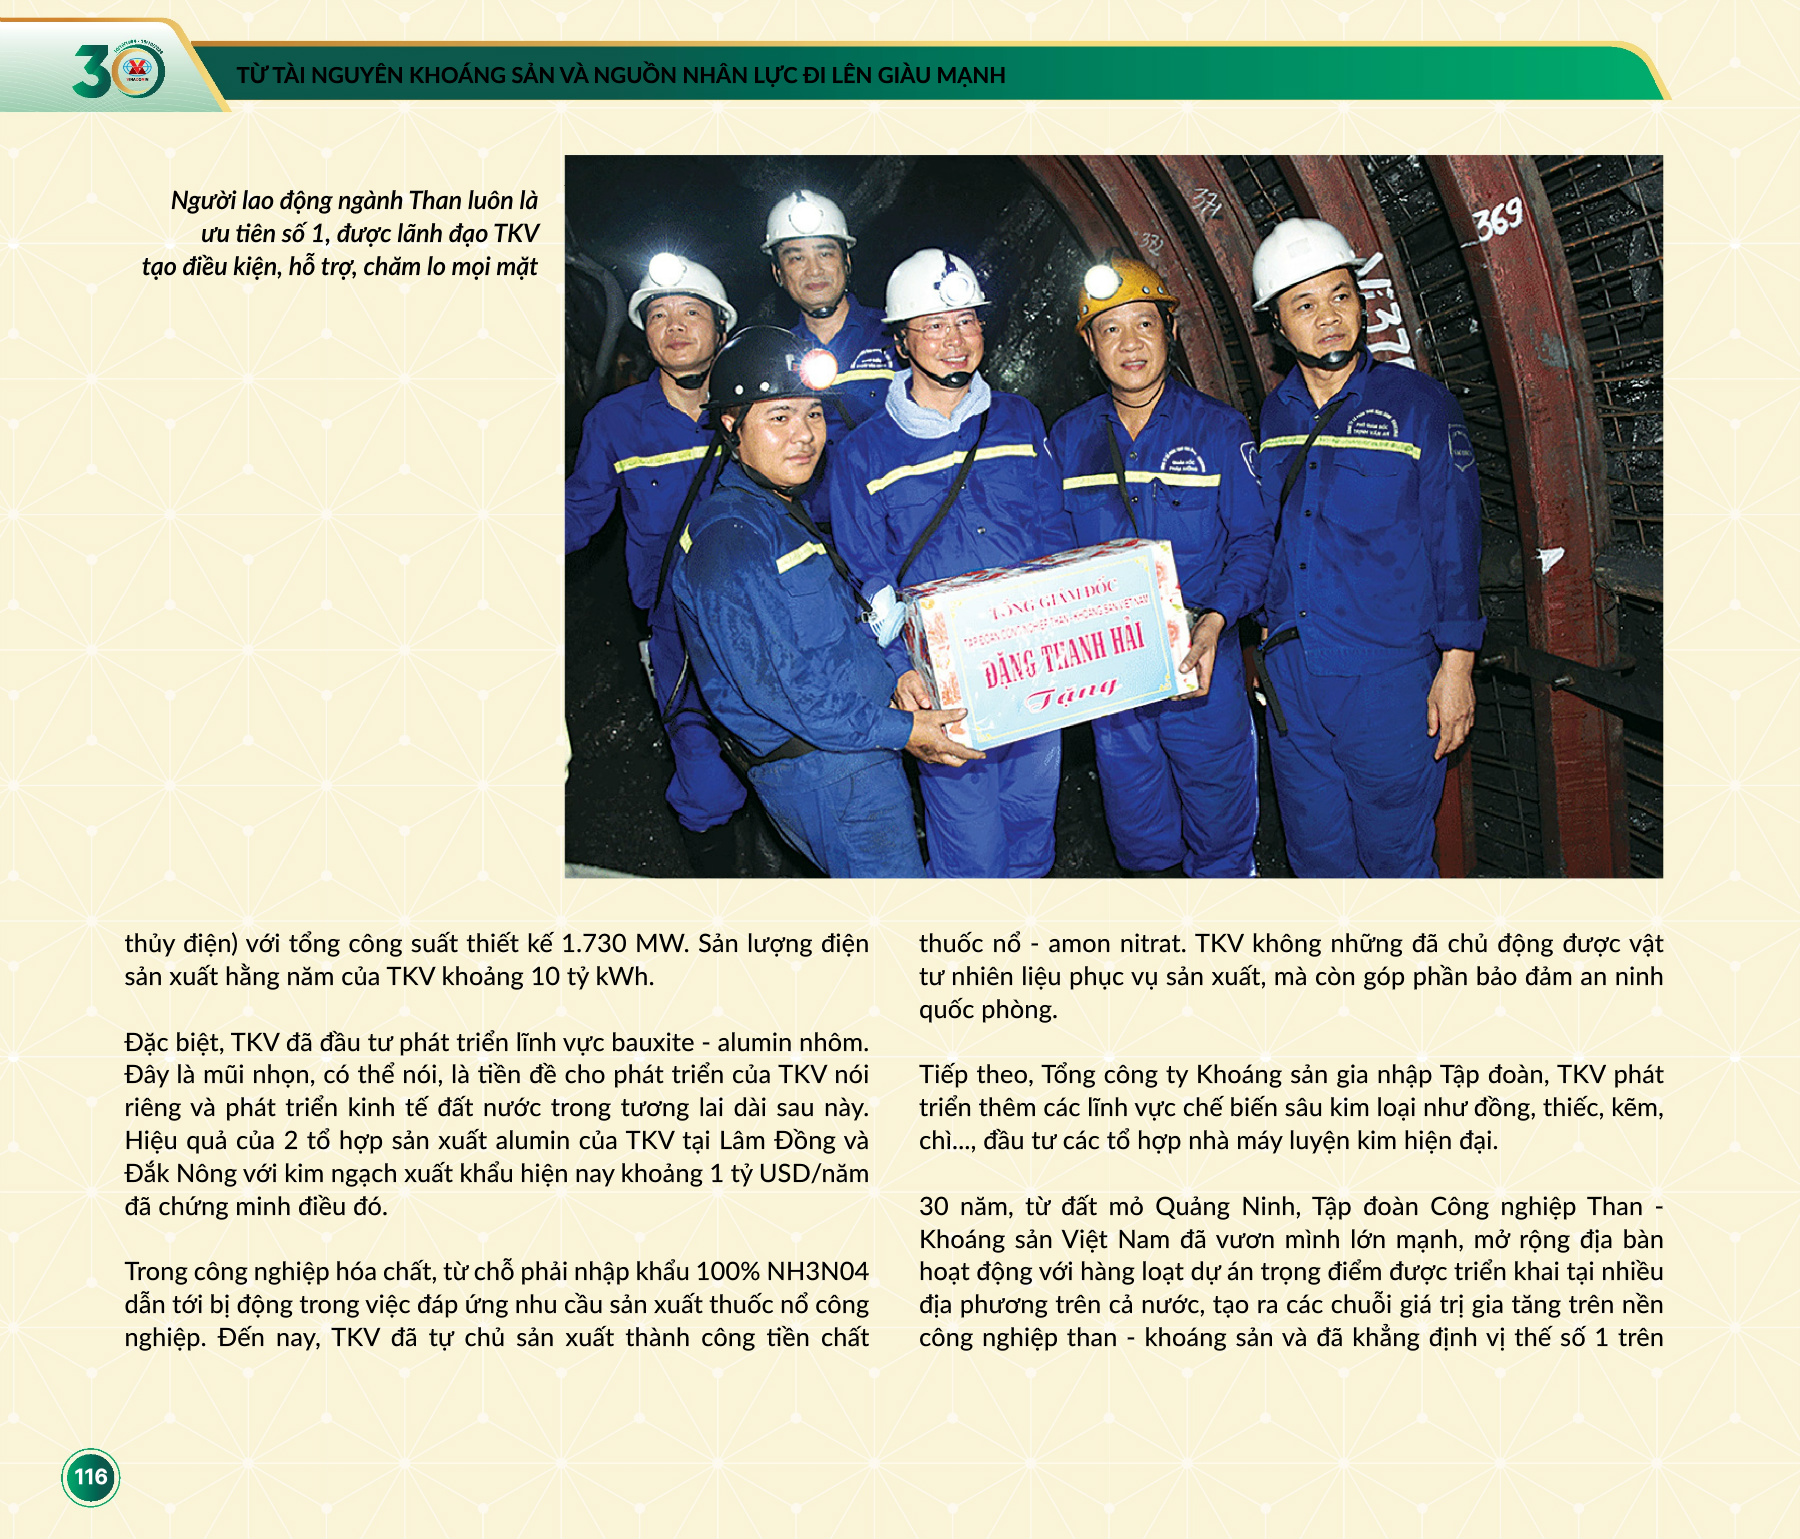 30
VINACOMIN
TỪ TÀI NGUYÊN KHOÁNG SẢN VÀ NGUỒN NHÂN LỰC ĐI LÊN GIÀU MẠNH
Người lao động ngành Than luôn là
ưu tiên số 1, được lãnh đạo TKV
tạo điều kiện, hỗ trợ, chăm lo mọi mặt
371
372
369
TỔNG GIÁM ĐỐC
TẬP ĐOÀN CÔNG NGHIỆP THAN - KHOÁNG SẢN VIỆT NAM
ĐẶNG THANH HẢI
Tặng
thủy điện) với tổng công suất thiết kế 1.730 MW. Sản lượng điện
sản xuất hằng năm của TKV khoảng 10 tỷ kWh.
Đặc biệt, TKV đã đầu tư phát triển lĩnh vực bauxite - alumin nhôm.
Đây là mũi nhọn, có thể nói, là tiền đề cho phát triển của TKV nói
riêng và phát triển kinh tế đất nước trong tương lai dài sau này.
Hiệu quả của 2 tổ hợp sản xuất alumin của TKV tại Lâm Đồng và
Đắk Nông với kim ngạch xuất khẩu hiện nay khoảng 1 tỷ USD/năm
đã chứng minh điều đó.
Trong công nghiệp hóa chất, từ chỗ phải nhập khẩu 100% NH3N04
dẫn tới bị động trong việc đáp ứng nhu cầu sản xuất thuốc nổ công
nghiệp. Đến nay, TKV đã tự chủ sản xuất thành công tiền chất
thuốc nổ - amon nitrat. TKV không những đã chủ động được vật
tư nhiên liệu phục vụ sản xuất, mà còn góp phần bảo đảm an ninh
quốc phòng.
Tiếp theo, Tổng công ty Khoáng sản gia nhập Tập đoàn, TKV phát
triển thêm các lĩnh vực chế biến sâu kim loại như đồng, thiếc, kẽm,
chì..., đầu tư các tổ hợp nhà máy luyện kim hiện đại.
30 năm, từ đất mỏ Quảng Ninh, Tập đoàn Công nghiệp Than -
Khoáng sản Việt Nam đã vươn mình lớn mạnh, mở rộng địa bàn
hoạt động với hàng loạt dự án trọng điểm được triển khai tại nhiều
địa phương trên cả nước, tạo ra các chuỗi giá trị gia tăng trên nền
công nghiệp than - khoáng sản và đã khẳng định vị thế số 1 trên
116